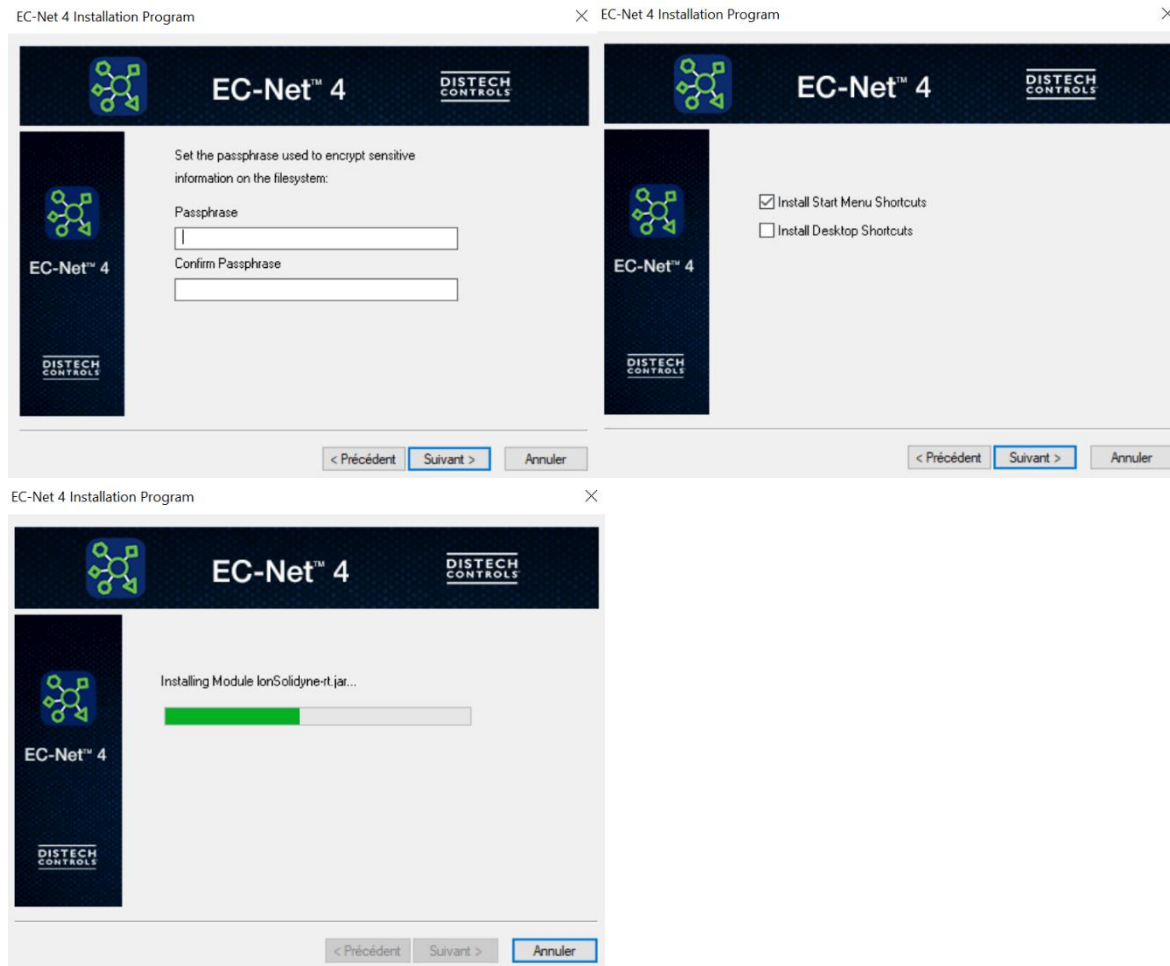 EC-Net 4 Installation Program
EC-Net™ 4
DISTECH
CONTROLS
Set the passphrase used to encrypt sensitive
information on the filesystem:
Passphrase
Confirm Passphrase
EC-Net™ 4
DISTECH
CONTROLS
< Précédent
Suivant >
Annuler
EC-Net 4 Installation Program
EC-Net™ 4
DISTECH
CONTROLS
Install Start Menu Shortcuts
Install Desktop Shortcuts
EC-Net™ 4
DISTECH
CONTROLS
< Précédent
Suivant >
Annuler
EC-Net 4 Installation Program
EC-Net™ 4
DISTECH
CONTROLS
Installing Module lonSolidyne-rt.jar...
EC-Net™ 4
DISTECH
CONTROLS
< Précédent
Suivant >
Annuler